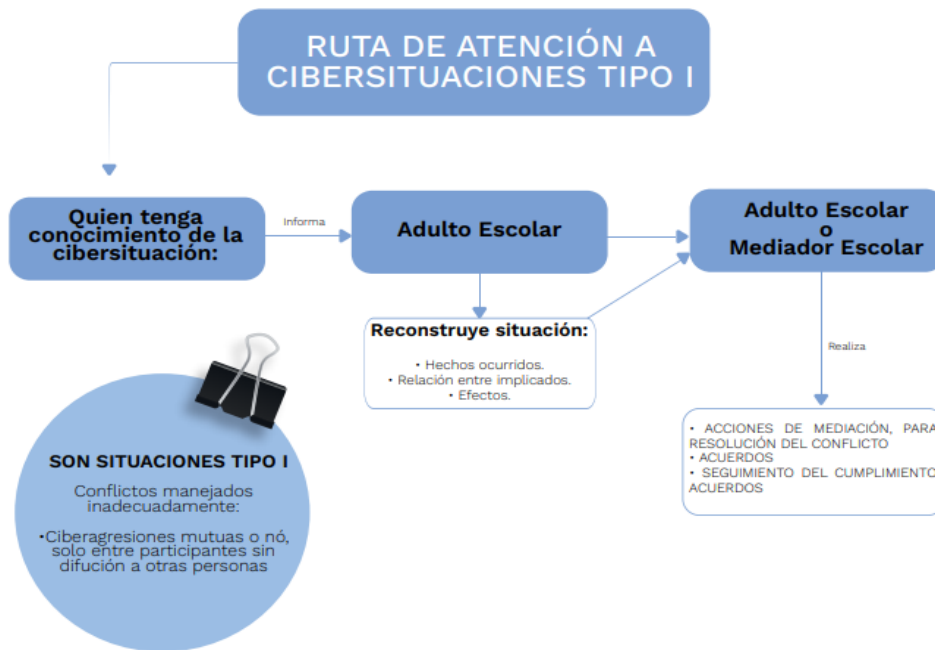 RUTA DE ATENCIÓN A
CIBERSITUACIONES TIPO I
Quien tenga
conocimiento de la
cibersituación:
Informa
Adulto Escolar
Adulto Escolar
o
Mediador Escolar
Reconstruye situación:
• Hechos ocurridos.
• Relación entre implicados.
• Efectos.
Realiza
• ACCIONES DE MEDIACIÓN, PARA
RESOLUCIÓN DEL CONFLICTO
• ACUERDOS
• SEGUIMIENTO DEL CUMPLIMIENTO
ACUERDOS
SON SITUACIONES TIPO I
Conflictos manejados
inadecuadamente:
•Ciberagresiones mutuas o nó,
solo entre participantes sin
difución a otras personas